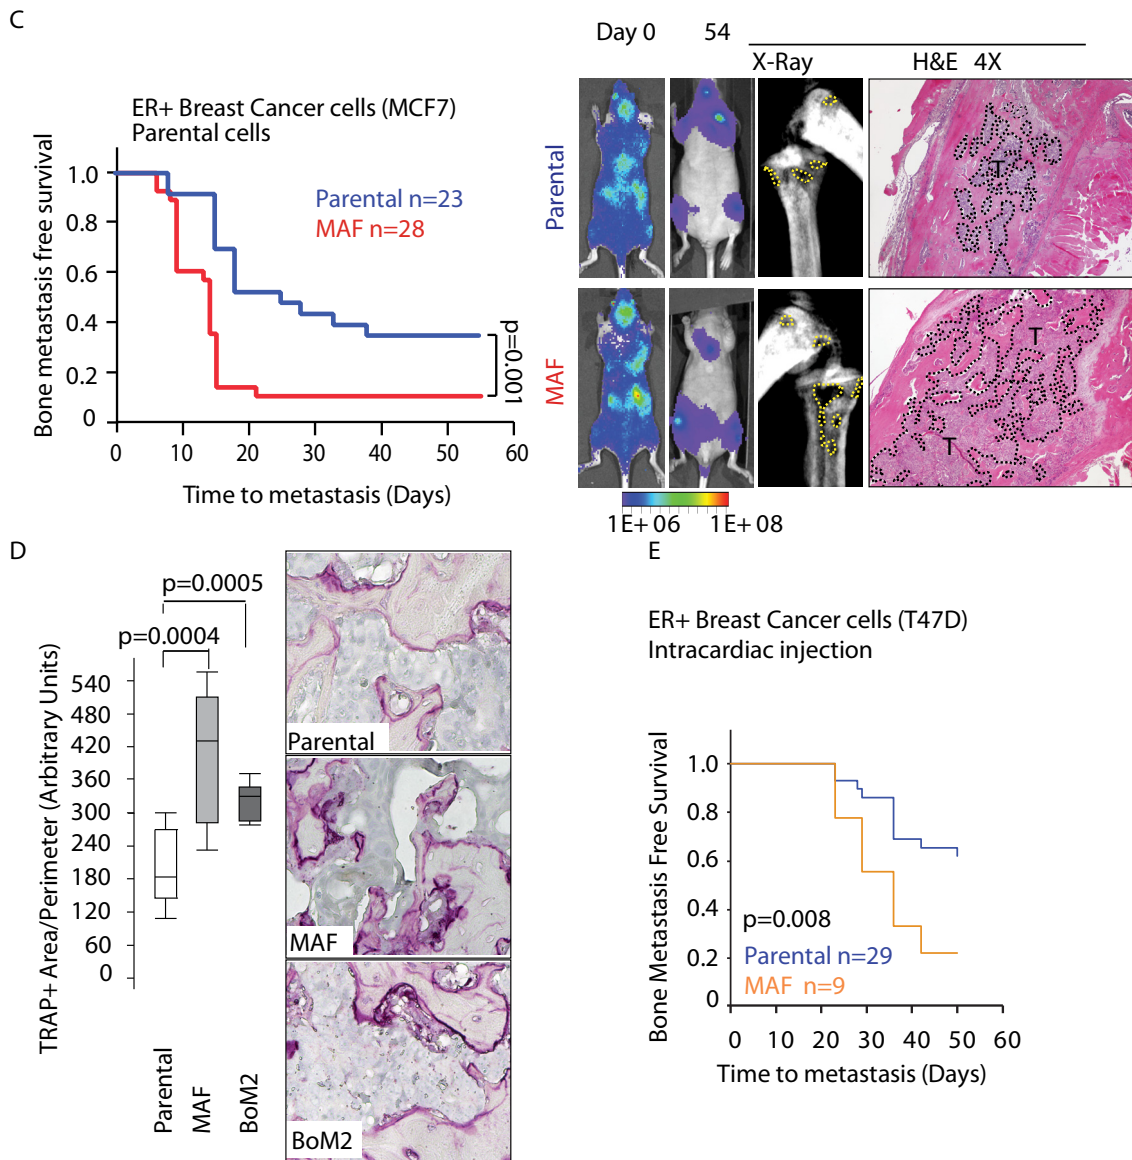 C
Day 0 54
X-Ray H&E 4X
ER+ Breast Cancer cells (MCF7)
Parental cells
Parental n=23
MAF n=28
Bone metastasis free survival
1.0
0.8
0.6
0.4
0.2
0
0 10 20 30 40 50 60
Time to metastasis (Days)
p=0.001
Parental
T
MAF
T
T
1E+ 06 1E+ 08
D
p=0.0005
p=0.0004
TRAP+ Area/Perimeter (Arbitrary Units)
540
480
420
360
300
240
180
120
60
0
Parental
MAF
BoM2
Parental
MAF
BoM2
E
ER+ Breast Cancer cells (T47D)
Intracardiac injection
Bone Metastasis Free Survival
1.0
0.8
0.6
0.4
0.2
0
p=0.008
Parental n=29
MAF n=9
0 10 20 30 40 50 60
Time to metastasis (Days)